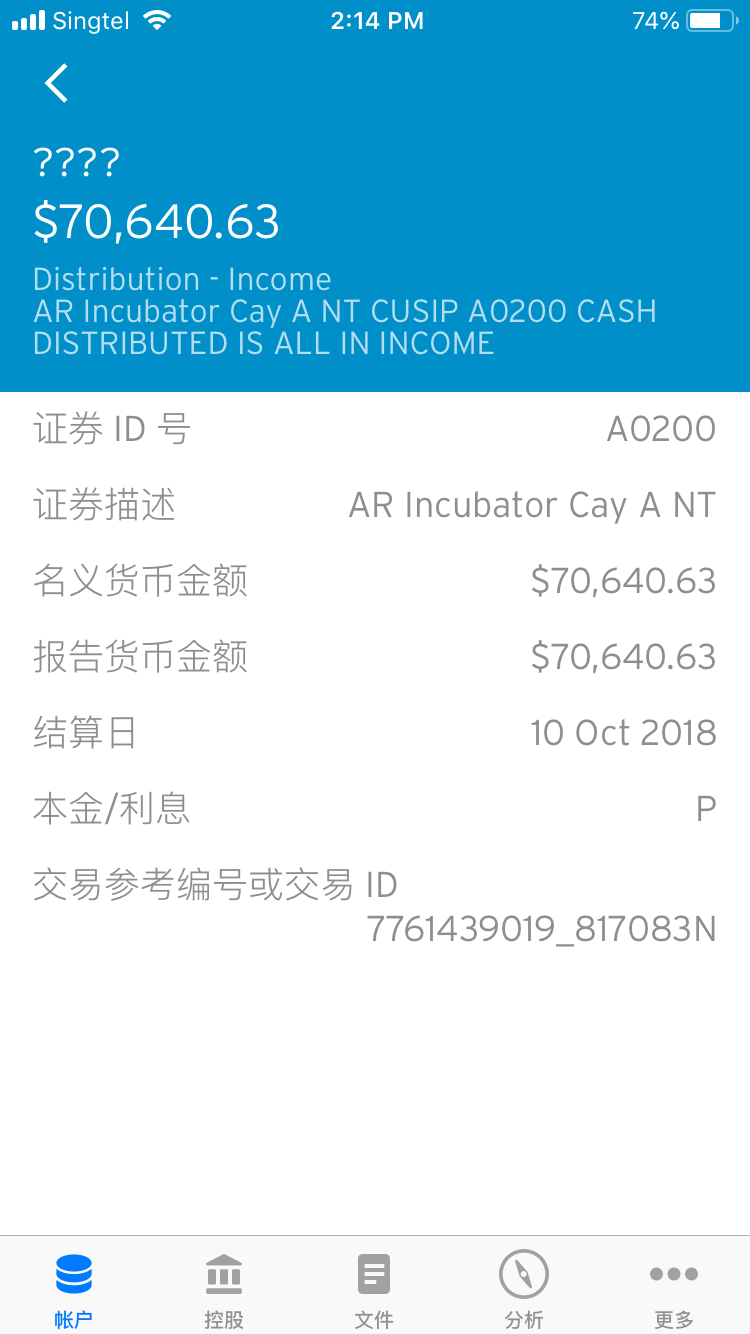 Singtel 2:14 PM 74%
????
$70,640.63
Distribution - Income
AR Incubator Cay A NT CUSIP A0200 CASH
DISTRIBUTED IS ALL IN INCOME
证券 ID 号 A0200
证券描述 AR Incubator Cay A NT
名义货币金额 $70,640.63
报告货币金额 $70,640.63
结算日 10 Oct 2018
本金/利息 P
交易参考编号或交易 ID
7761439019_817083N
帐户 控股 文件 分析 更多